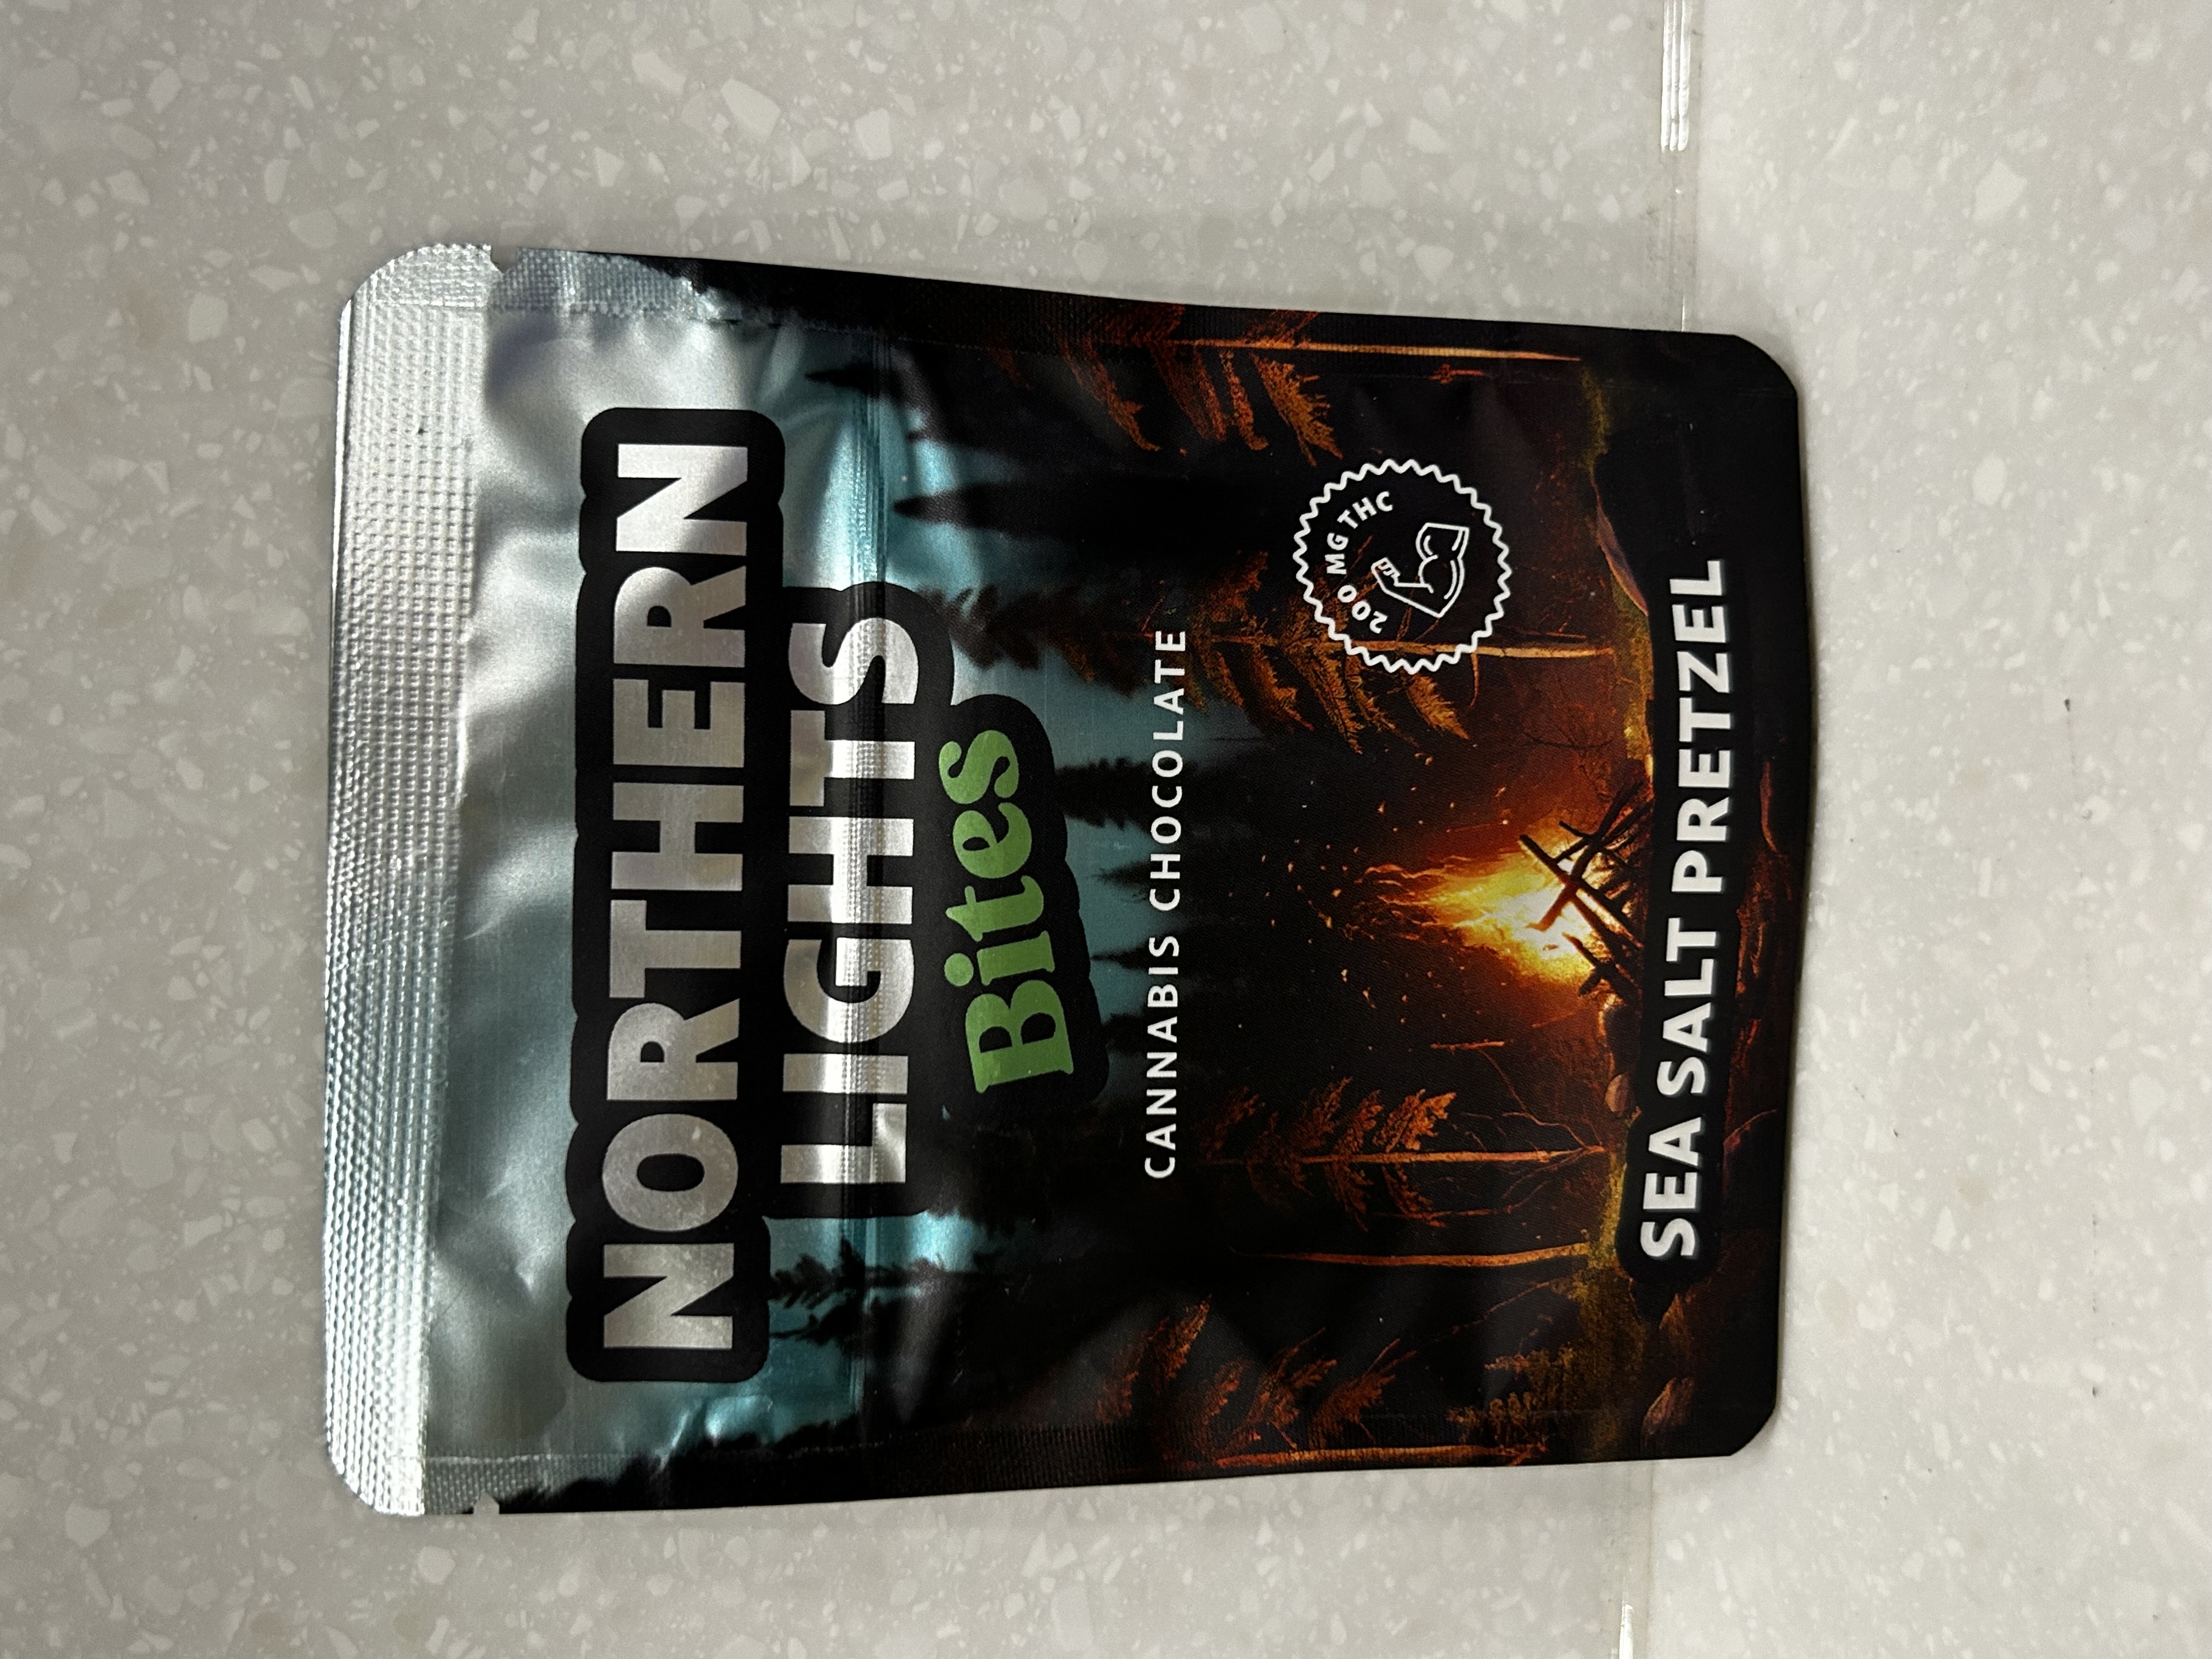 NORTHERN
LIGHTS
Bites
CANNABIS CHOCOLATE
200 MG THC
SEA SALT PRETZEL